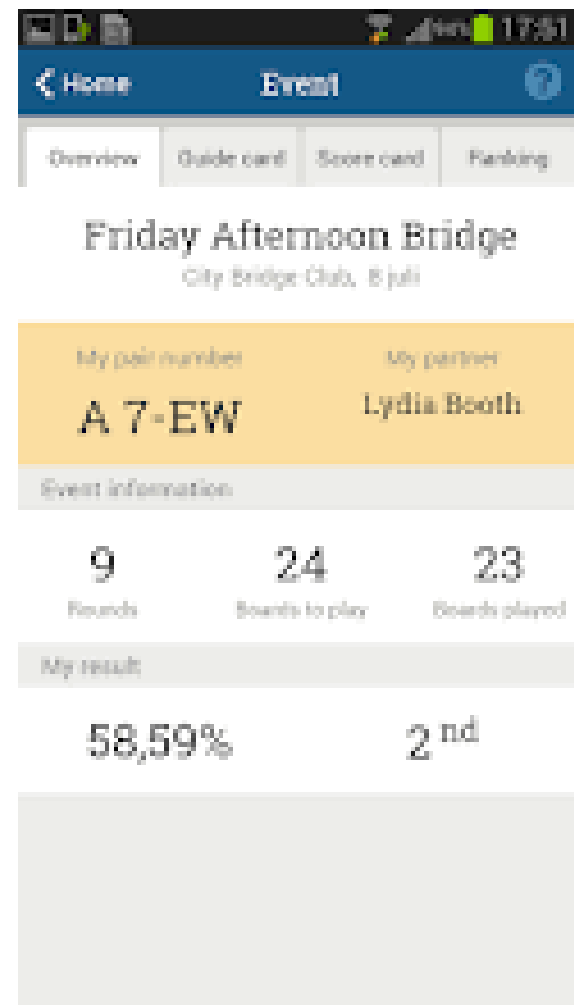 17:51
Home Event ?
Overview Guide card Score card Ranking
Friday Afternoon Bridge
City Bridge Club, 8 juli
My pair number My partner
A 7-EW Lydia Booth
Event information
9 24 23
Rounds Boards to play Boards played
My result
58,59% 2nd